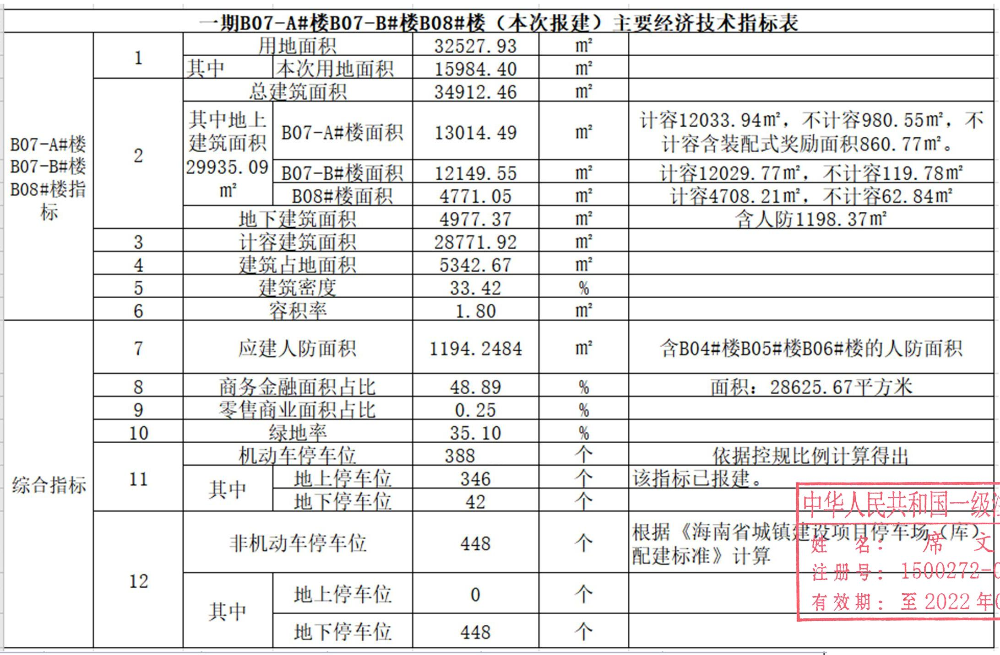 一期B07-A#楼B07-B#楼B08#楼（本次报建）主要经济技术指标表
B07-A#楼
B07-B#楼
B08#楼指
标
1
用地面积 32527.93 m²
其中 本次用地面积 15984.40 m²
2
总建筑面积 34912.46 m²
其中地上
建筑面积
29935.09
m²
B07-A#楼面积 13014.49 m²
计容12033.94㎡，不计容980.55㎡，不
计容含装配式奖励面积860.77㎡。
B07-B#楼面积 12149.55 m² 计容12029.77㎡，不计容119.78㎡
B08#楼面积 4771.05 m² 计容4708.21㎡，不计容62.84㎡
地下建筑面积 4977.37 m² 含人防1198.37㎡
3 计容建筑面积 28771.92 m²
4 建筑占地面积 5342.67 m²
5 建筑密度 33.42 %
6 容积率 1.80 m²
综合指标
7 应建人防面积 1194.2484 m² 含B04#楼B05#楼B06#楼的人防面积
8 商务金融面积占比 48.89 % 面积：28625.67平方米
9 零售商业面积占比 0.25 %
10 绿地率 35.10 %
11
机动车停车位 388 个 依据控规比例计算得出
其中
地上停车位 346 个 该指标已报建。
地下停车位 42 个
12
非机动车停车位 448 个
根据《海南省城镇建设项目停车场（库）
配建标准》计算
其中
地上停车位 0 个
地下停车位 448 个
中华人民共和国一级
姓 名：席 文
注册号：1500272-
有效期：至2022年